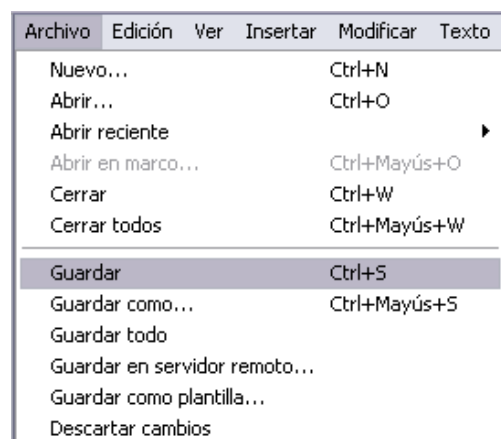 Archivo Edición Ver Insertar Modificar Texto
Nuevo... Ctrl+N
Abrir... Ctrl+O
Abrir reciente
Abrir en marco... Ctrl+Mayús+O
Cerrar Ctrl+W
Cerrar todos Ctrl+Mayús+W
Guardar Ctrl+S
Guardar como... Ctrl+Mayús+S
Guardar todo
Guardar en servidor remoto...
Guardar como plantilla...
Descartar cambios